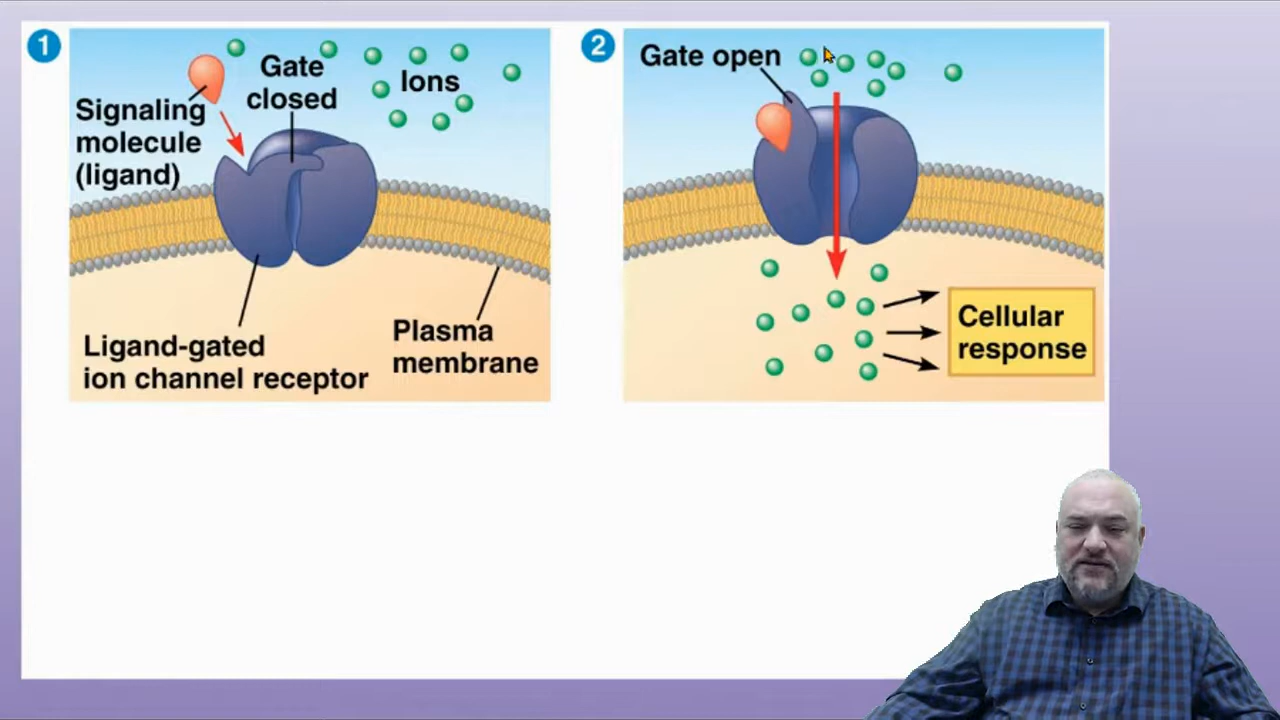 1
Signaling
molecule
(ligand)
Gate
closed
Ions
Ligand-gated
ion channel receptor
Plasma
membrane
2
Gate open
Cellular
response